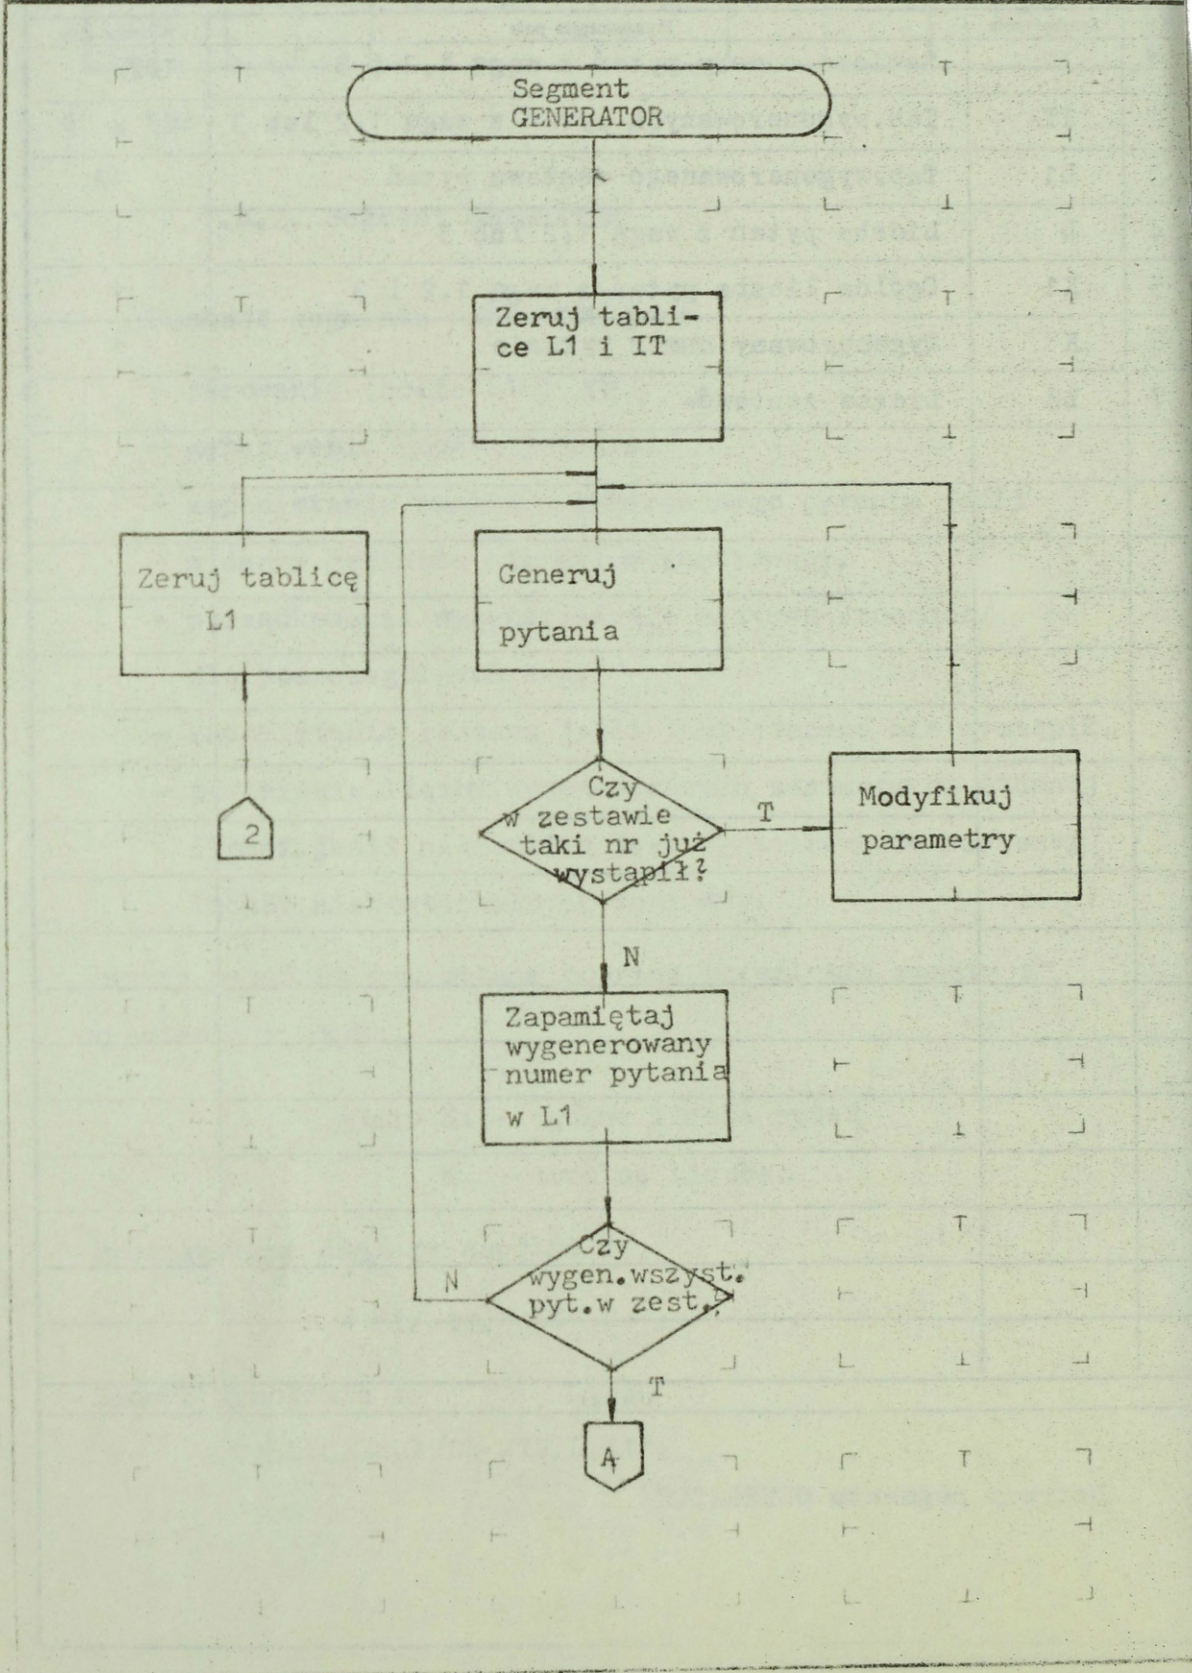 Segment
GENERATOR
Zeruj tabli-
ce L1 i IT
Zeruj tablicę
L1
Generuj
pytania
2
Czy
w zestawie
taki nr już
wystąpił?
T
Modyfikuj
parametry
N
Zapamiętaj
wygenerowany
numer pytania
w L1
Czy
wygen.wszyst.
pyt.w zest.?
N
T
A